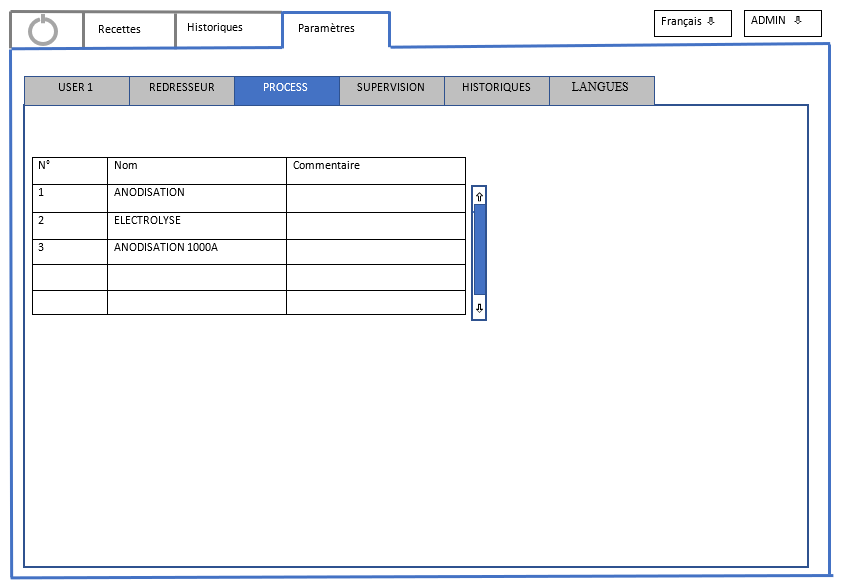 Recettes
Historiques
Paramètres
Français
ADMIN
USER 1
REDRESSEUR
PROCESS
SUPERVISION
HISTORIQUES
LANGUES
N° Nom Commentaire
1 ANODISATION
2 ELECTROLYSE
3 ANODISATION 1000A